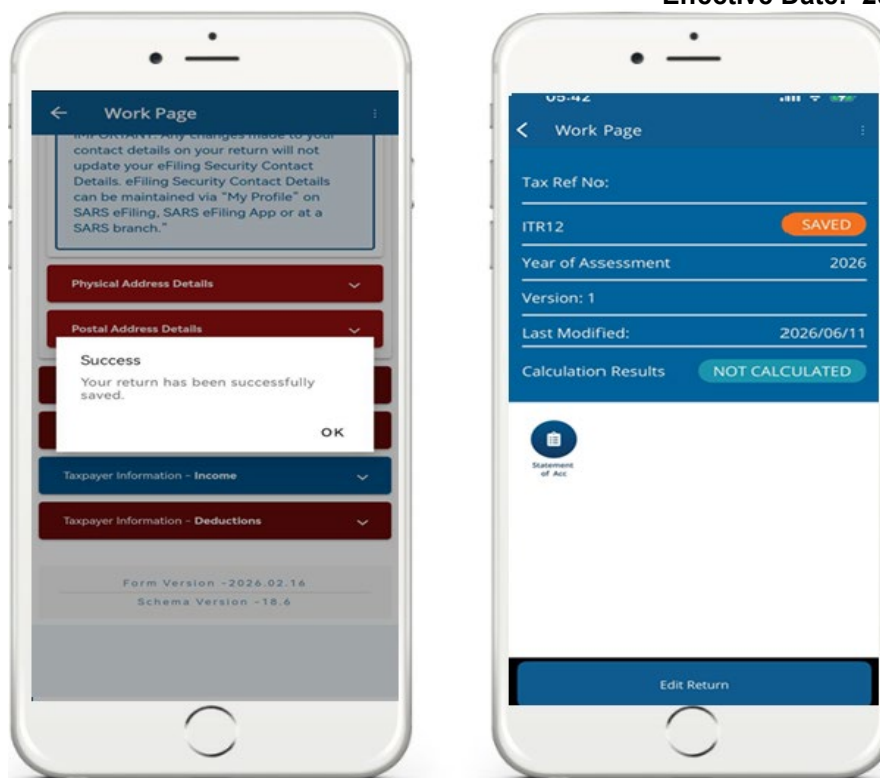 Work Page
IMPORTANT: Any changes made to your
contact details on your return will not
update your eFiling Security Contact
Details. eFiling Security Contact Details
can be maintained via "My Profile" on
SARS eFiling, SARS eFiling App or at a
SARS branch."
Physical Address Details
Postal Address Details
Success
Your return has been successfully
saved.
OK
Taxpayer Information - Income
Taxpayer Information - Deductions
Form Version -2026.02.16
Schema Version -18.6
Effective Date:
05:42
Work Page
Tax Ref No:
ITR12 SAVED
Year of Assessment 2026
Version: 1
Last Modified: 2026/06/11
Calculation Results NOT CALCULATED
Statement
of Acc
Edit Return